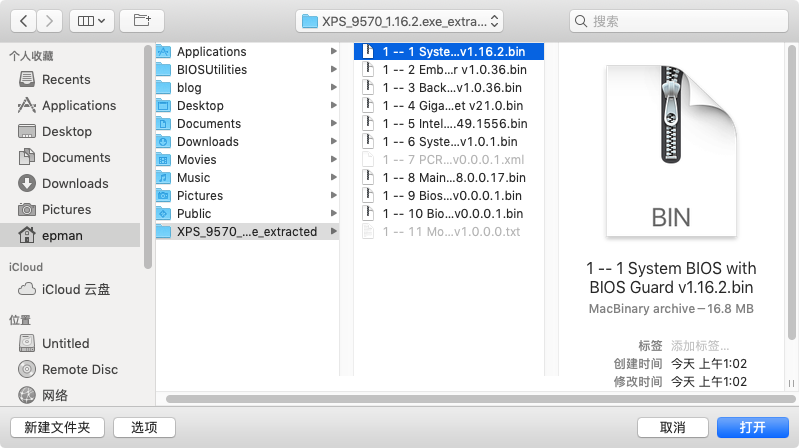 XPS_9570_1.16.2.exe_extra...
搜索
个人收藏
Recents
Applications
Desktop
Documents
Downloads
Pictures
epman
iCloud
iCloud 云盘
位置
Untitled
Remote Disc
网络
Applications
BIOSUtilities
blog
Desktop
Documents
Downloads
Movies
Music
Pictures
Public
XPS_9570_...e_extracted
1 -- 1 Syste...v1.16.2.bin
1 -- 2 Emb...r v1.0.36.bin
1 -- 3 Back...v1.0.36.bin
1 -- 4 Giga...et v21.0.bin
1 -- 5 Intel....49.1556.bin
1 -- 6 Syste...v1.0.1.bin
1 -- 7 PCR...v0.0.0.1.xml
1 -- 8 Main...8.0.0.17.bin
1 -- 9 Bios...v0.0.0.1.bin
1 -- 10 Bio...v0.0.0.1.bin
1 -- 11 Mo...v1.0.0.0.txt
BIN
1 -- 1 System BIOS with
BIOS Guard v1.16.2.bin
MacBinary archive – 16.8 MB
标签 添加标签...
创建时间 今天 上午1:02
修改时间 今天 上午1:02
新建文件夹
选项
取消
打开